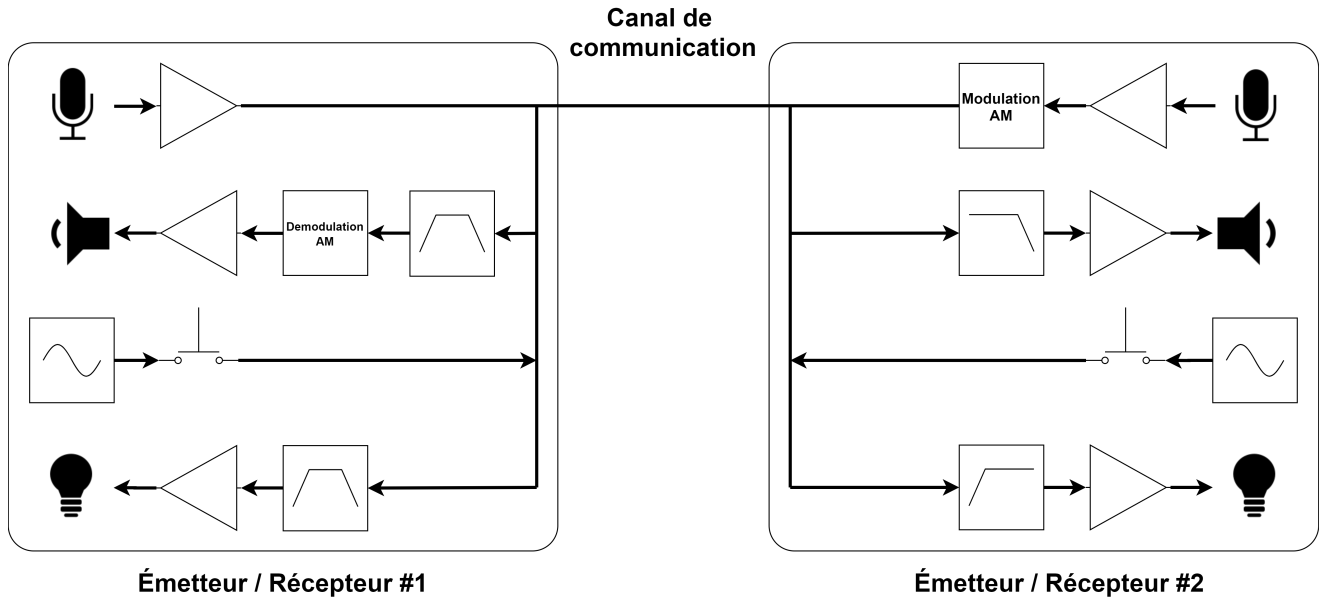 Canal de
communication
Modulation
AM
Demodulation
AM
Émetteur / Récepteur #1
Émetteur / Récepteur #2